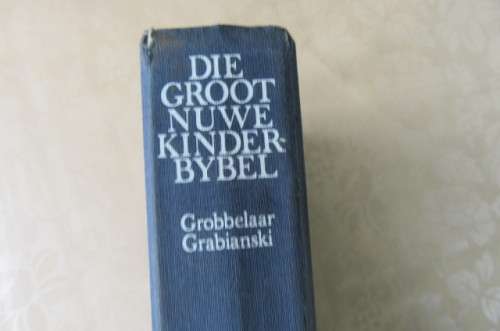 DIE
GROOT
NUWE
KINDER-
BYBEL
Grobbelaar
Grabianski